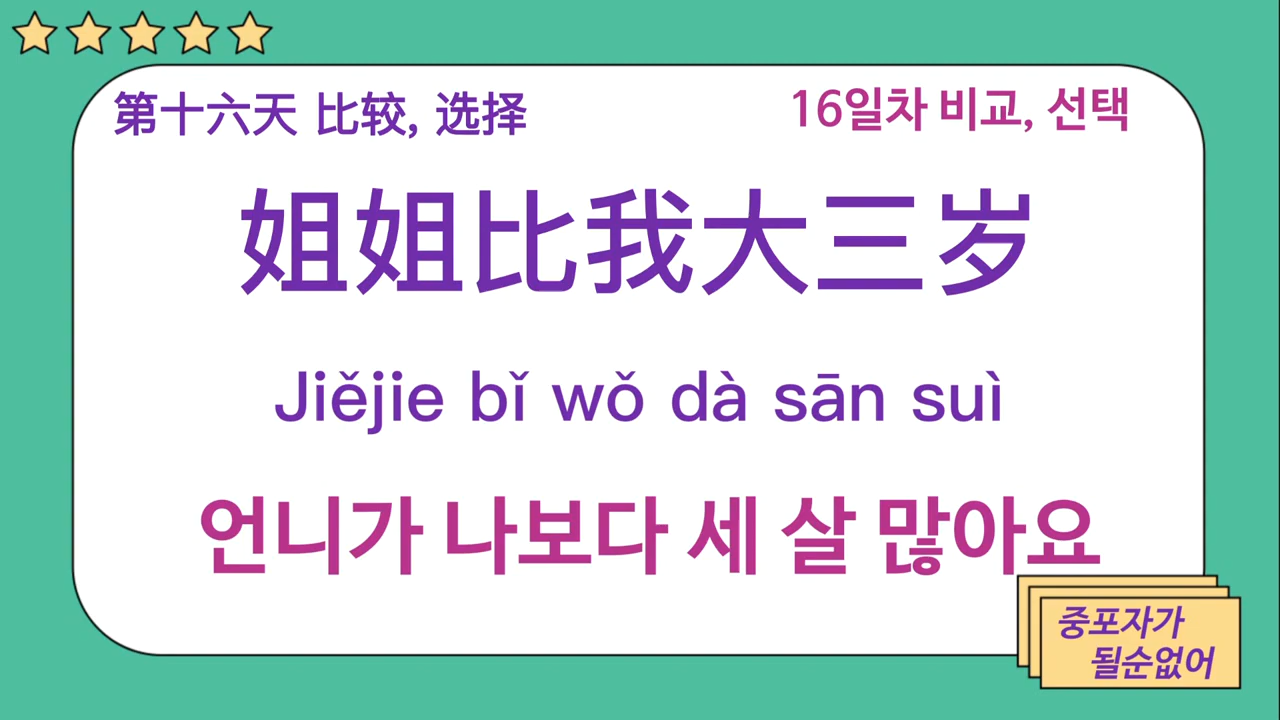 第十六天 比较, 选择
16일차 비교, 선택
姐姐比我大三岁
Jiějie bǐ wǒ dà sān suì
언니가 나보다 세 살 많아요
중포자가
될순없어